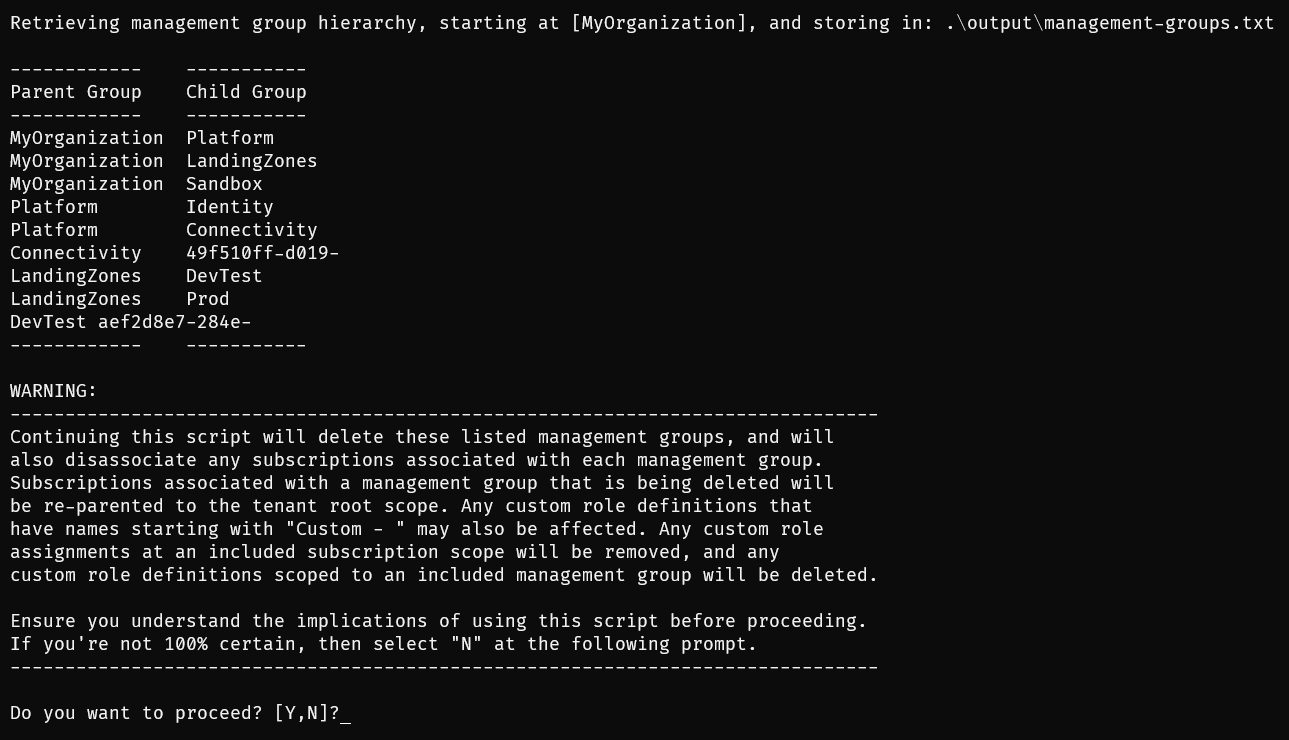 Retrieving management group hierarchy, starting at [MyOrganization], and storing in: .\output\management-groups.txt
------------    -----------
Parent Group    Child Group
------------    -----------
MyOrganization  Platform
MyOrganization  LandingZones
MyOrganization  Sandbox
Platform        Identity
Platform        Connectivity
Connectivity    49f510ff-d019-
LandingZones    DevTest
LandingZones    Prod
DevTest aef2d8e7-284e-
------------    -----------
WARNING:
-------------------------------------------------------------------------------
Continuing this script will delete these listed management groups, and will
also disassociate any subscriptions associated with each management group.
Subscriptions associated with a management group that is being deleted will
be re-parented to the tenant root scope. Any custom role definitions that
have names starting with "Custom - " may also be affected. Any custom role
assignments at an included subscription scope will be removed, and any
custom role definitions scoped to an included management group will be deleted.
Ensure you understand the implications of using this script before proceeding.
If you're not 100% certain, then select "N" at the following prompt.
-------------------------------------------------------------------------------
Do you want to proceed? [Y,N]?_